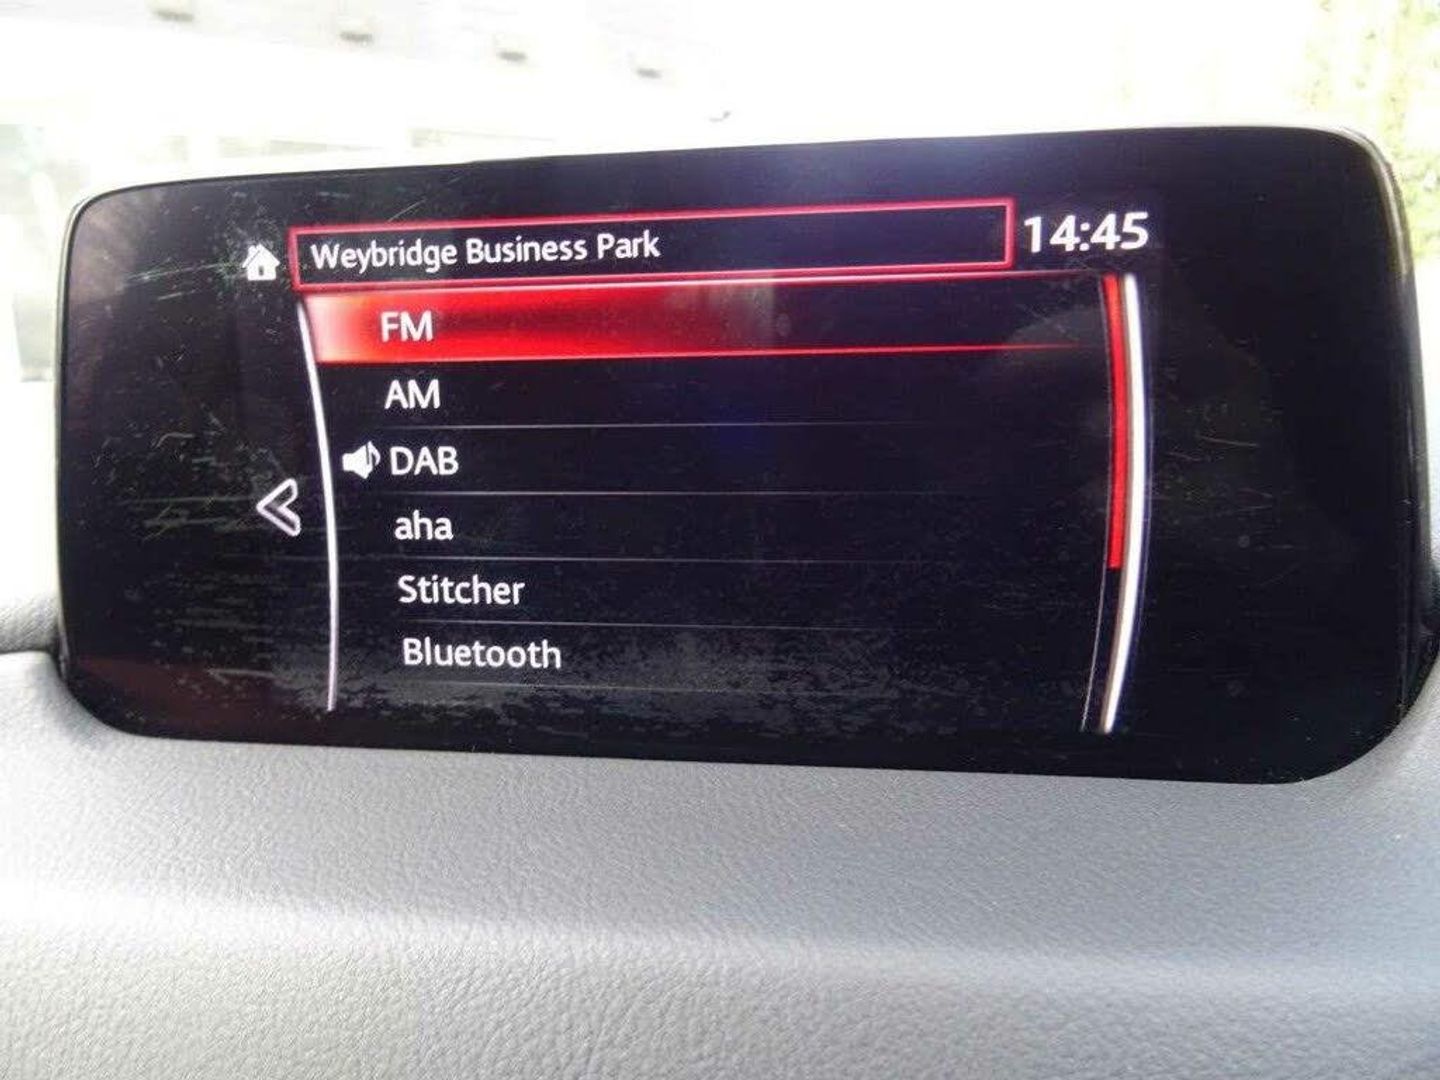 Weybridge Business Park
14:45
FM
AM
DAB
aha
Stitcher
Bluetooth